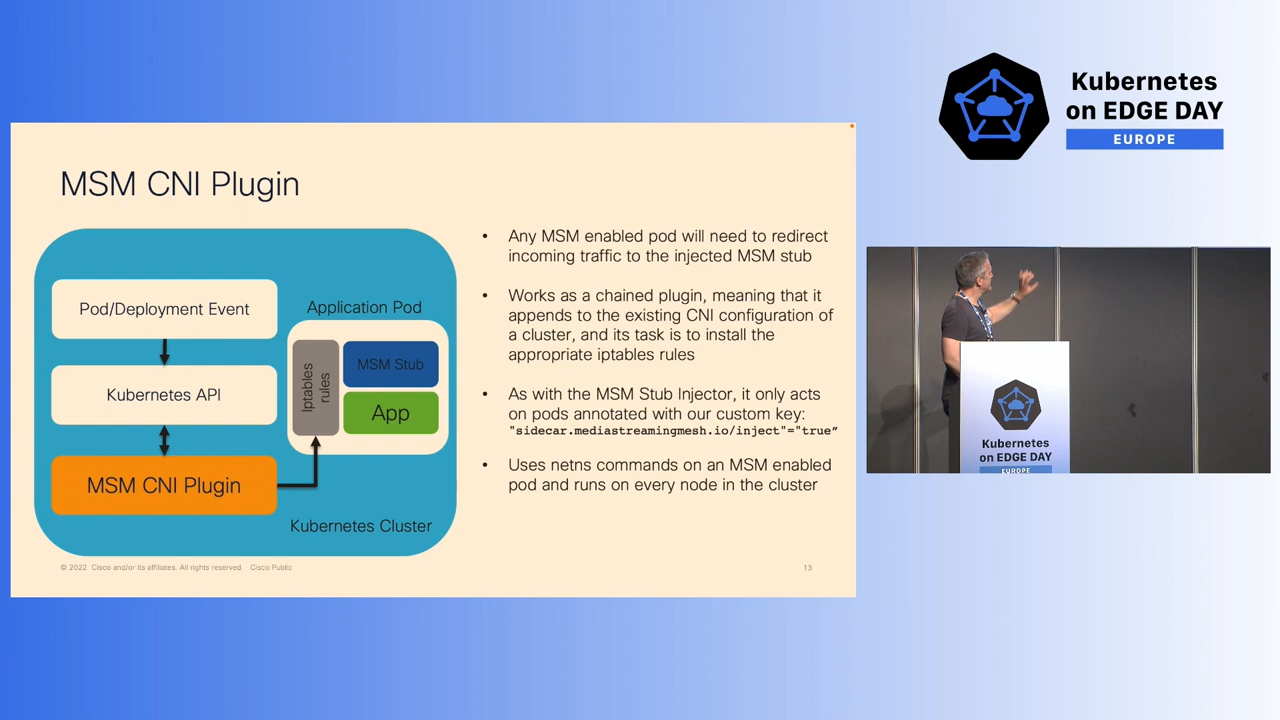 Kubernetes
on EDGE DAY
EUROPE
MSM CNI Plugin
Pod/Deployment Event
Kubernetes API
MSM CNI Plugin
Application Pod
Iptables
rules
MSM Stub
App
Kubernetes Cluster
• Any MSM enabled pod will need to redirect
incoming traffic to the injected MSM stub
• Works as a chained plugin, meaning that it
appends to the existing CNI configuration of
a cluster, and its task is to install the
appropriate iptables rules
• As with the MSM Stub Injector, it only acts
on pods annotated with our custom key:
"sidecar.mediastreamingmesh.io/inject"="true”
• Uses netns commands on an MSM enabled
pod and runs on every node in the cluster
© 2022 Cisco and/or its affiliates. All rights reserved. Cisco Public
13
Kubernetes
on EDGE DAY
EUROPE